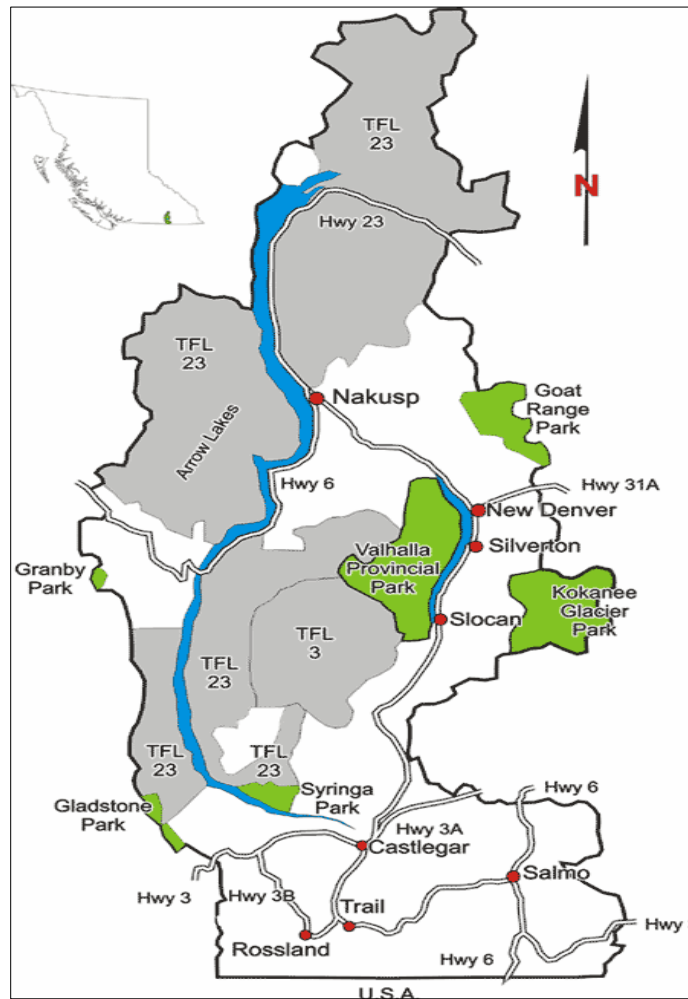 TFL
23
N
Hwy 23
TFL
23
Nakusp
Goat
Range
Park
Arrow Lakes
Hwy 6
Hwy 31A
New Denver
Valhalla
Provincial
Park
Silverton
Granby
Park
Kokanee
Glacier
Park
Slocan
TFL
3
TFL
23
TFL
23
TFL
23
Syringa
Park
Gladstone
Park
Hwy 6
Hwy 3A
Castlegar
Hwy 3
Hwy 3B
Salmo
Trail
Hwy
Rossland
Hwy 6
U.S.A